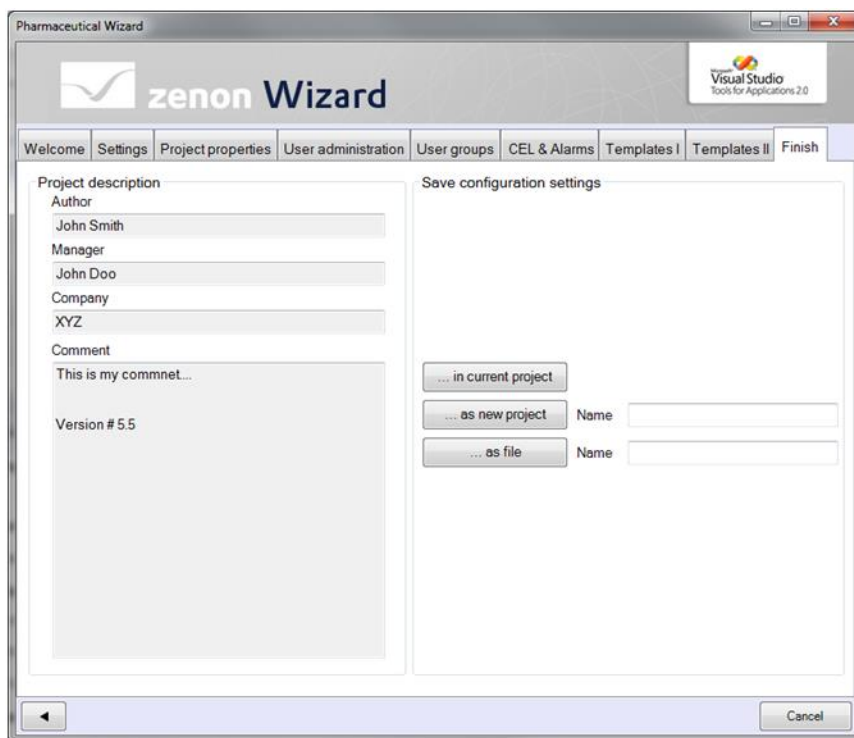 Pharmaceutical Wizard
zenon Wizard
Microsoft
Visual Studio
Tools for Applications 2.0
Welcome Settings Project properties User administration User groups CEL & Alarms Templates I Templates II Finish
Project description
Author
John Smith
Manager
John Doo
Company
XYZ
Comment
This is my commnet...
Version # 5.5
Save configuration settings
... in current project
... as new project Name
... as file Name
Cancel